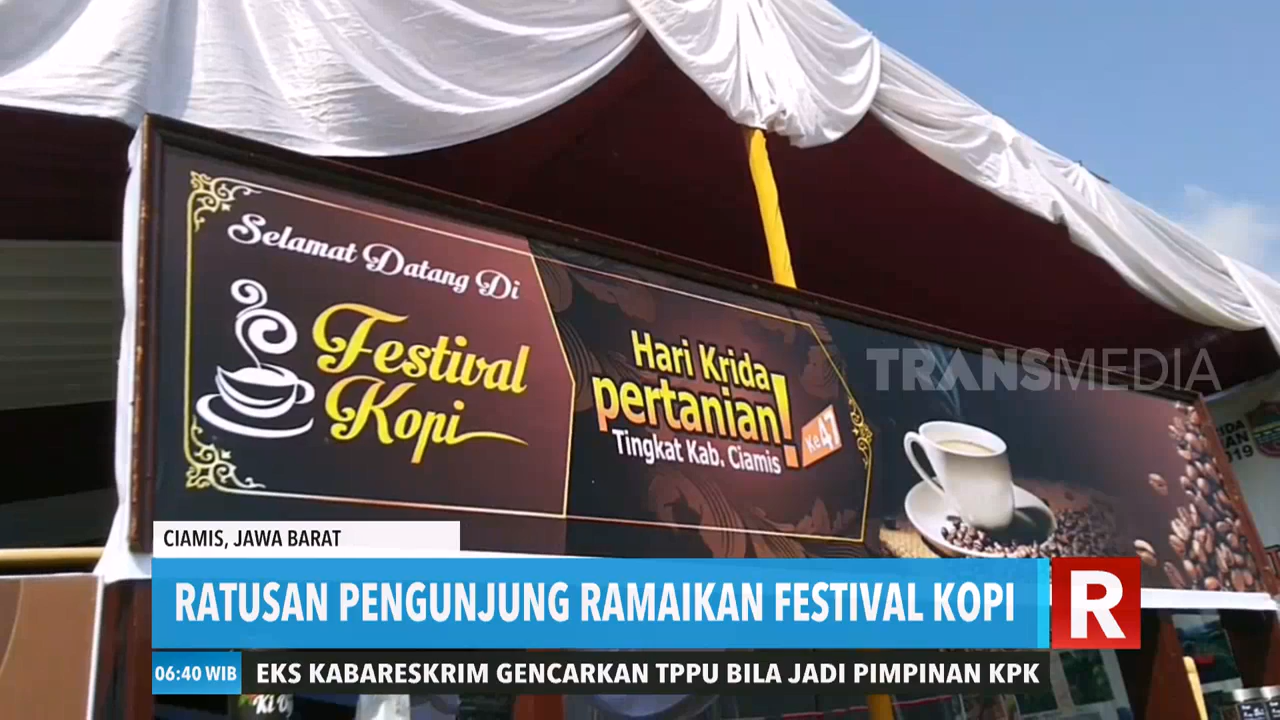 Selamat Datang Di
Festival
Kopi
Hari Krida
pertanian!
Tingkat Kab. Ciamis
Ke 47
TRANSMEDIA
2019
CIAMIS, JAWA BARAT
RATUSAN PENGUNJUNG RAMAIKAN FESTIVAL KOPI
R
06:40 WIB
EKS KABARESKRIM GENCARKAN TPPU BILA JADI PIMPINAN KPK